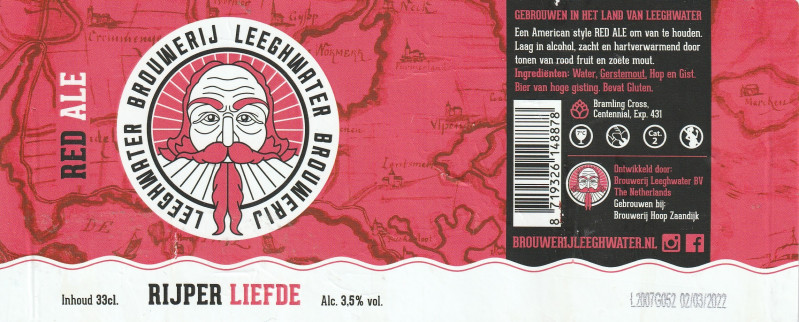 RED ALE
LEEGHWATER BROUWERIJ LEEGHWATER BROUWERIJ
Inhoud 33cl.
RIJPER LIEFDE
Alc. 3,5% vol.
GEBROUWEN IN HET LAND VAN LEEGHWATER
Een American style RED ALE om van te houden.
Laag in alcohol, zacht en hartverwarmend door
tonen van rood fruit en zoète mout.
Ingrediënten: Water, Gerstemout, Hop en Gist.
Bier van hoge gisting. Bevat Gluten.
Bramling Cross,
Centennial, Exp. 431
Cat.
2
8 719326 148878
Ontwikkeld door:
Brouwerij Leeghwater BV
The Netherlands
Gebrouwen bij:
Brouwerij Hoop Zaandijk
BROUWERIJLEEGHWATER.NL
L2007G052 02/03/2022